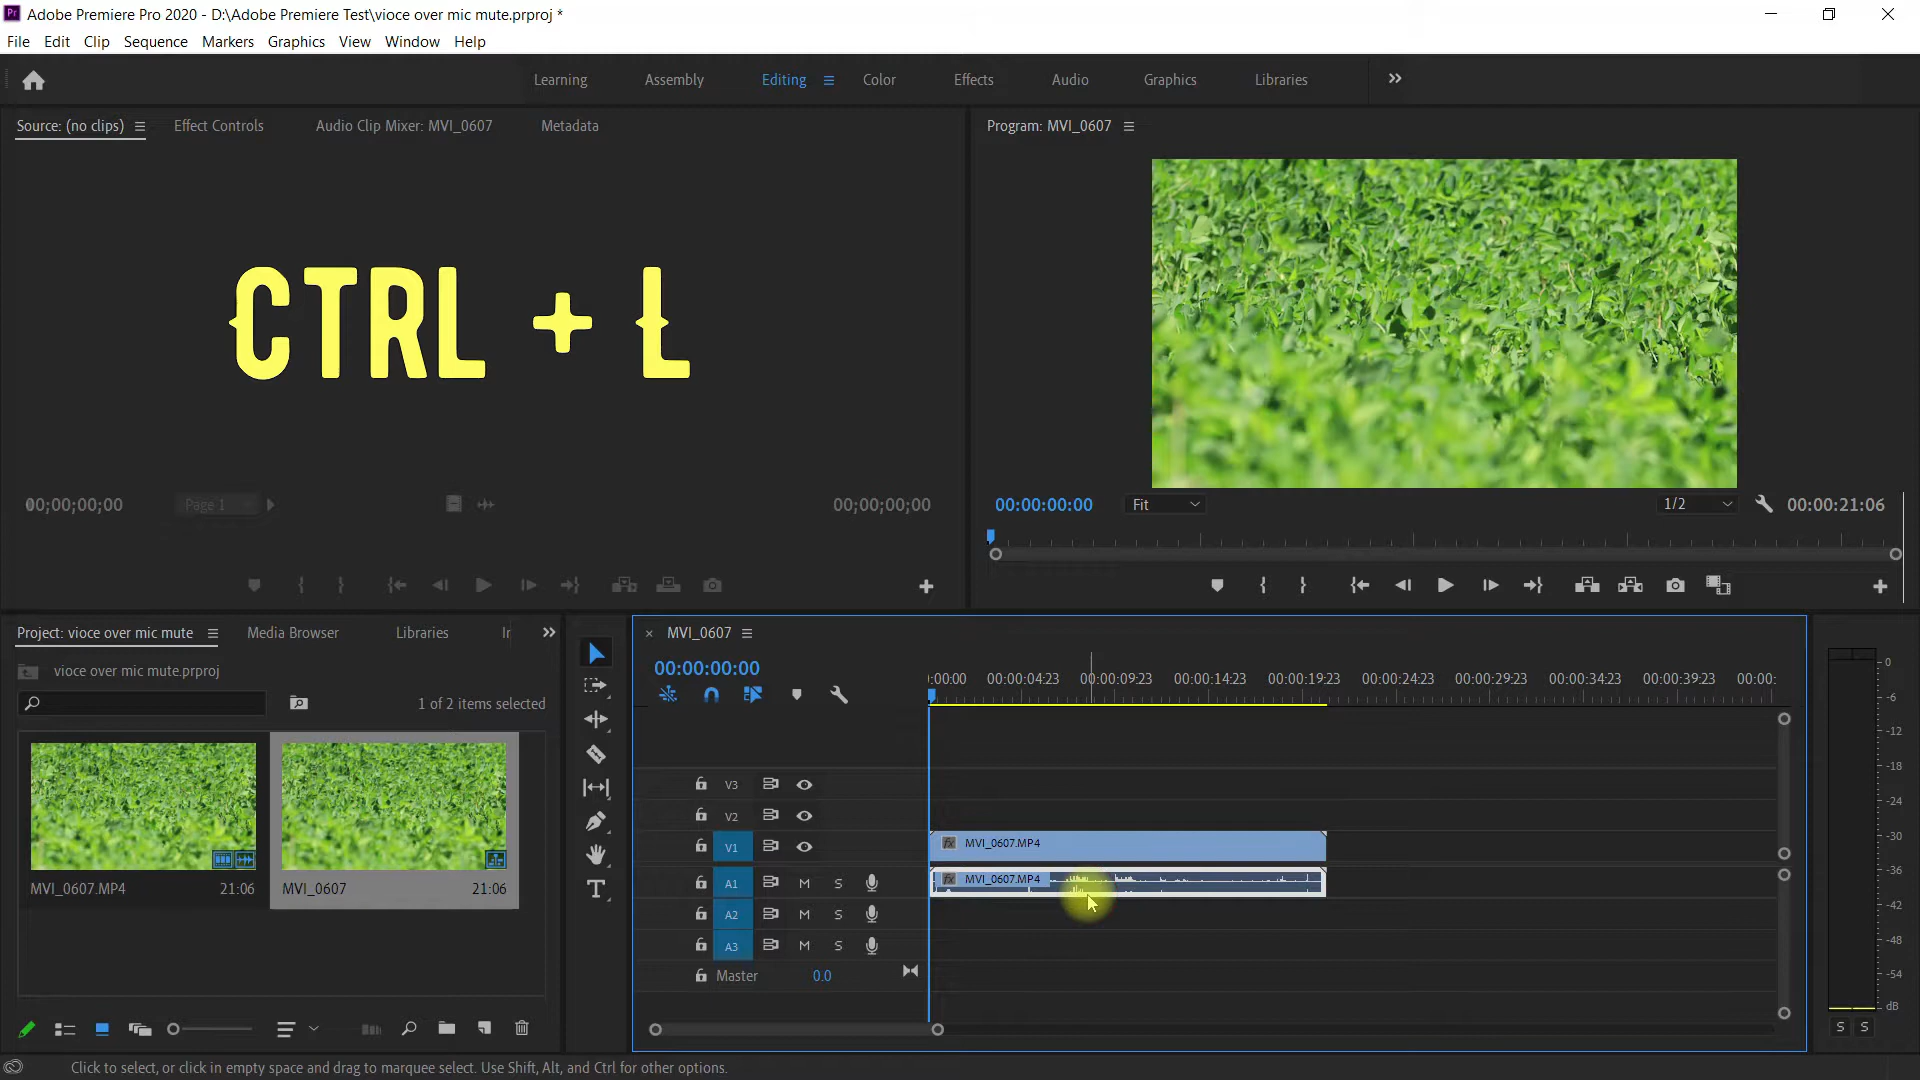 Adobe Premiere Pro 2020 - D:\Adobe Premiere Test\vioce over mic mute.prproj *
File Edit Clip Sequence Markers Graphics View Window Help
Learning Assembly Editing Color Effects Audio Graphics Libraries
Source: (no clips) Effect Controls Audio Clip Mixer: MVI_0607 Metadata
Program: MVI_0607
CTRL + L
00;00;00;00 Page 1 00;00;00;00
00:00:00:00 Fit 1/2 00:00:21:06
Project: vioce over mic mute Media Browser Libraries Ir
vioce over mic mute.prproj
1 of 2 items selected
MVI_0607.MP4 21:06
MVI_0607 21:06
MVI_0607
00:00:00:00
:00:00 00:00:04:23 00:00:09:23 00:00:14:23 00:00:19:23 00:00:24:23 00:00:29:23 00:00:34:23 00:00:39:23 00:00:
V3
V2
V1 MVI_0607.MP4
A1 M S MVI_0607.MP4
A2 M S
A3 M S
Master 0.0
0
-6
-12
-18
-24
-30
-36
-42
-48
-54
dB
S S
Click to select, or click in empty space and drag to marquee select. Use Shift, Alt, and Ctrl for other options.